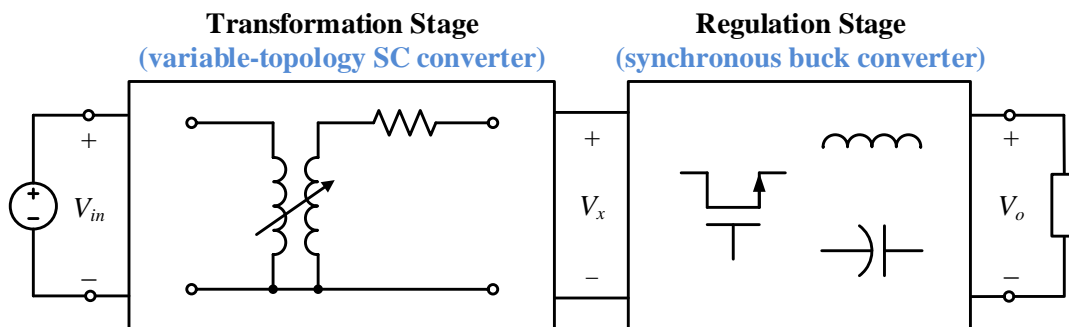 Transformation Stage
(variable-topology SC converter)
Regulation Stage
(synchronous buck converter)
+
+
+
+
−
V_in
V_x
V_o
−
−
−